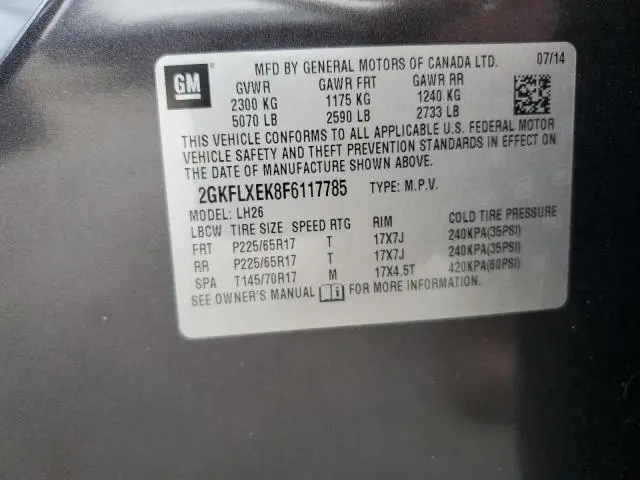 GM
MFD BY GENERAL MOTORS OF CANADA LTD. 07/14
GVWR GAWR FRT GAWR RR
2300 KG 1175 KG 1240 KG
5070 LB 2590 LB 2733 LB
THIS VEHICLE CONFORMS TO ALL APPLICABLE U.S. FEDERAL MOTOR
VEHICLE SAFETY AND THEFT PREVENTION STANDARDS IN EFFECT ON
THE DATE OF MANUFACTURE SHOWN ABOVE.
2GKFLXEK8F6117785 TYPE: M.P.V.
MODEL: LH26
LBCW TIRE SIZE SPEED RTG RIM COLD TIRE PRESSURE
FRT P225/65R17 T 17X7J 240KPA(35PSI)
RR P225/65R17 T 17X7J 240KPA(35PSI)
SPA T145/70R17 M 17X4.5T 420KPA(60PSI)
SEE OWNER'S MANUAL FOR MORE INFORMATION.